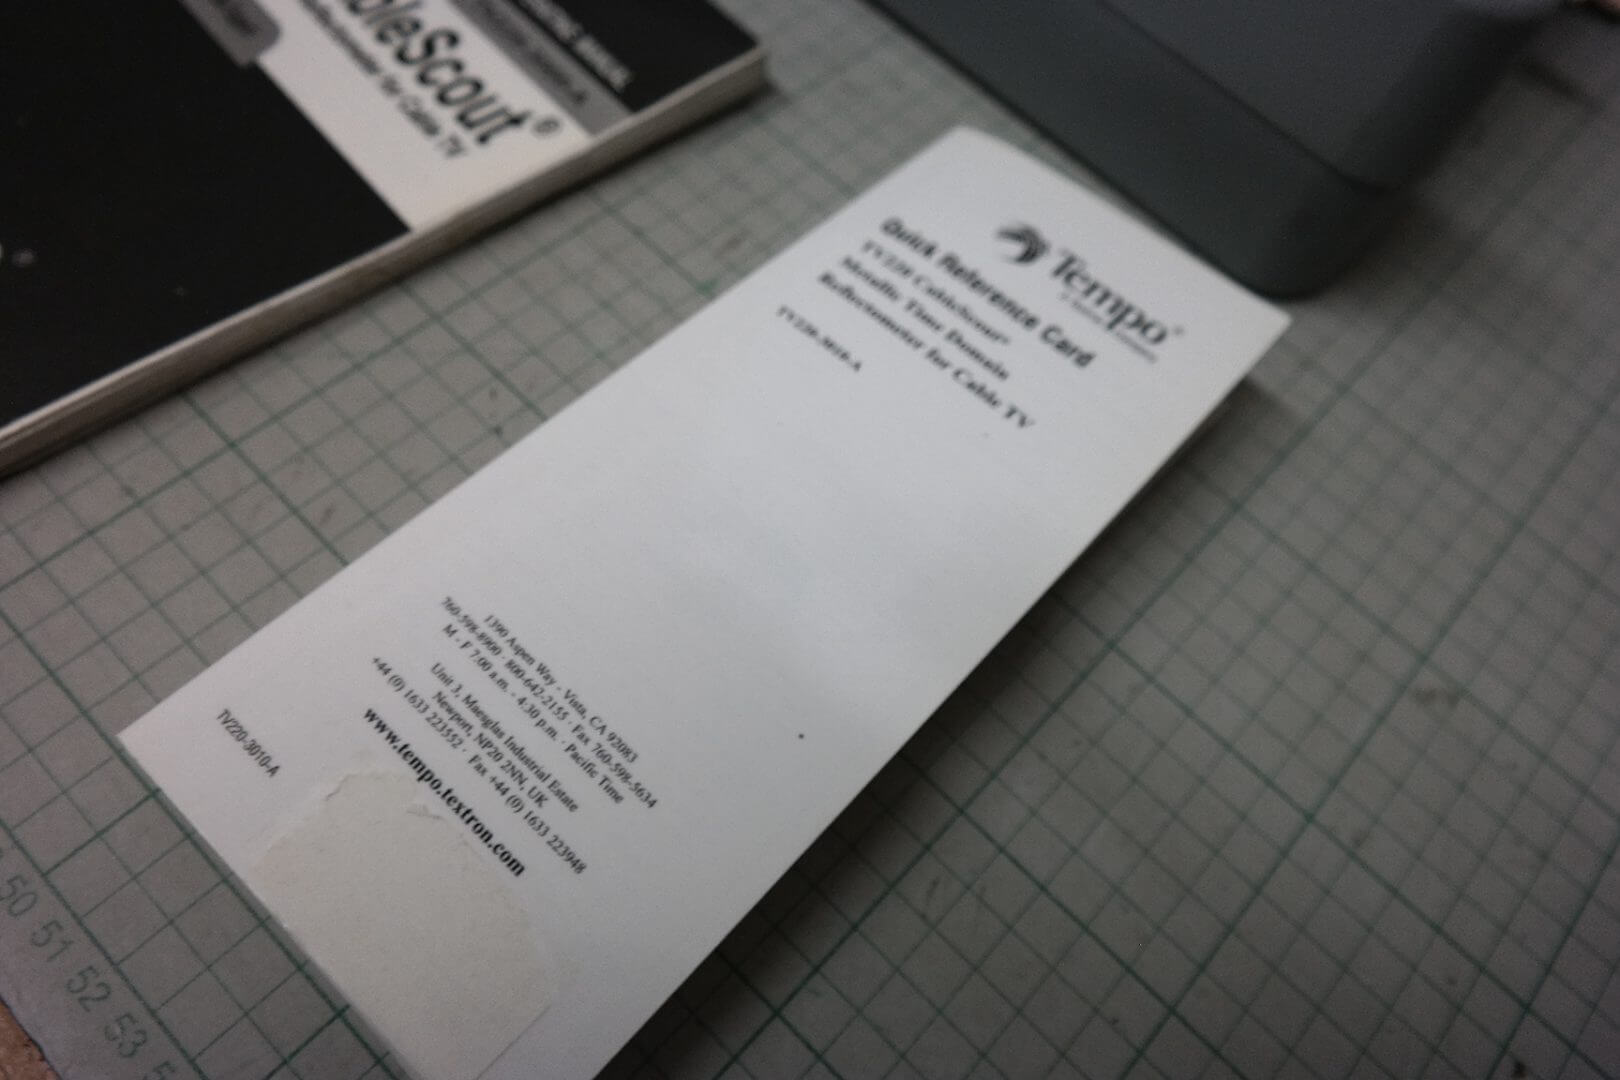 bleScout®
for Cable TV
Tempo
Quick Reference Card
TV220 CableScout®
Metallic Time Domain
Reflectometer for Cable TV
TV220-3010-A
1390 Aspen Way - Vista, CA 92083
760-598-8900 · 800-642-2155 · Fax 760-598-5634
M - F 7:00 a.m. - 4:30 p.m. · Pacific Time
Unit 3, Maesglas Industrial Estate
Newport, NP20 2NN, UK
+44 (0) 1633 223552 · Fax +44 (0) 1633 223948
www.tempo.textron.com
TV220-3010-A
50 51 52 53 5